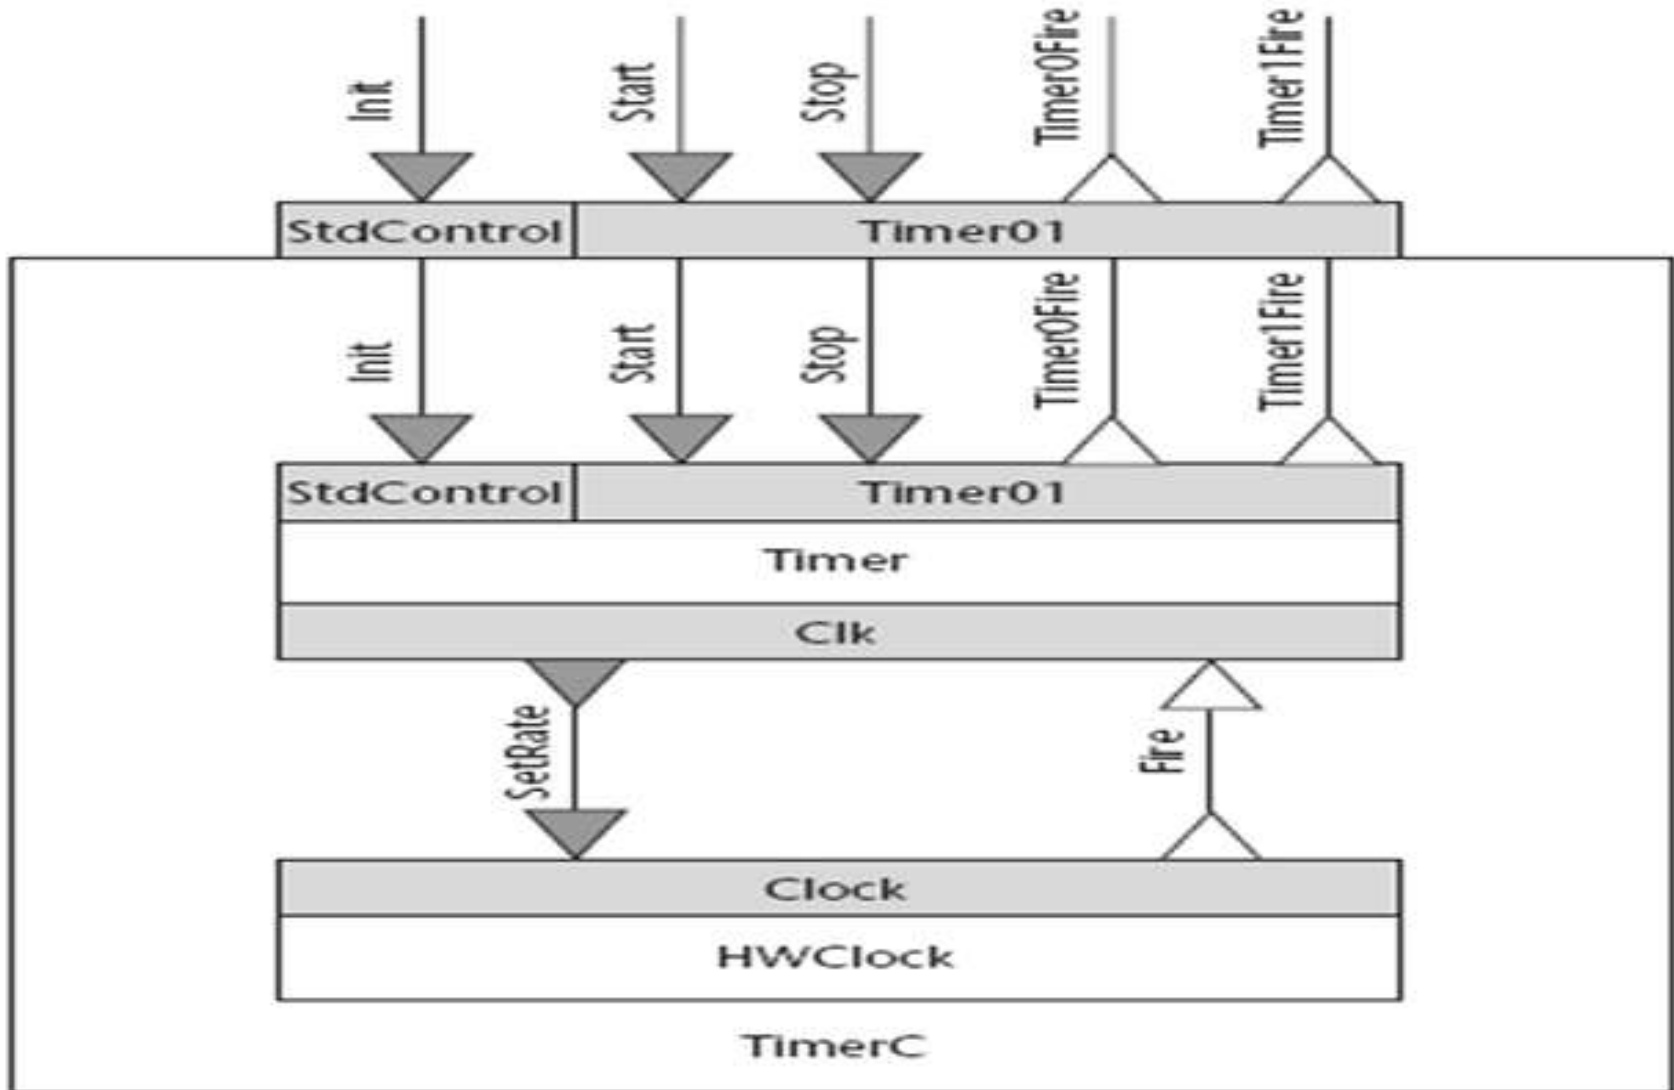 Init
Start
Stop
Timer0Fire
Timer1Fire
StdControl
Timer01
Init
Start
Stop
Timer0Fire
Timer1Fire
StdControl
Timer01
Timer
Clk
SetRate
Fire
Clock
HWClock
TimerC